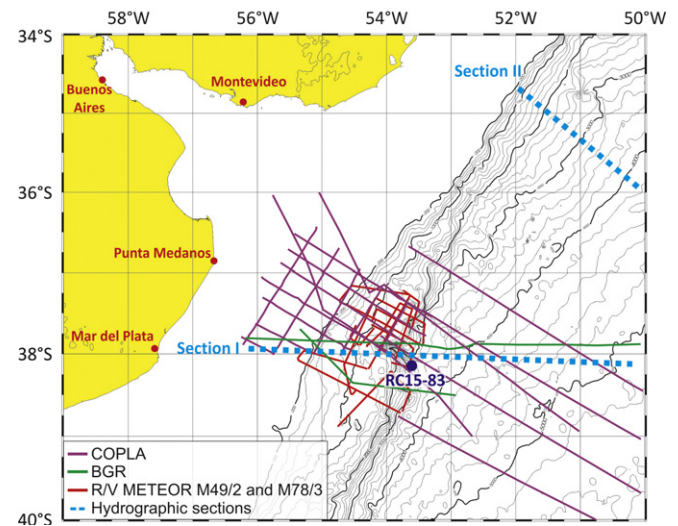 58°W 56°W 54°W 52°W 50°W
34°S
Section II
Montevideo
Buenos
Aires
36°S
Punta Medanos
Mar del Plata
Section I
38°S
RC15-83
COPLA
BGR
R/V METEOR M49/2 and M78/3
Hydrographic sections
40°S